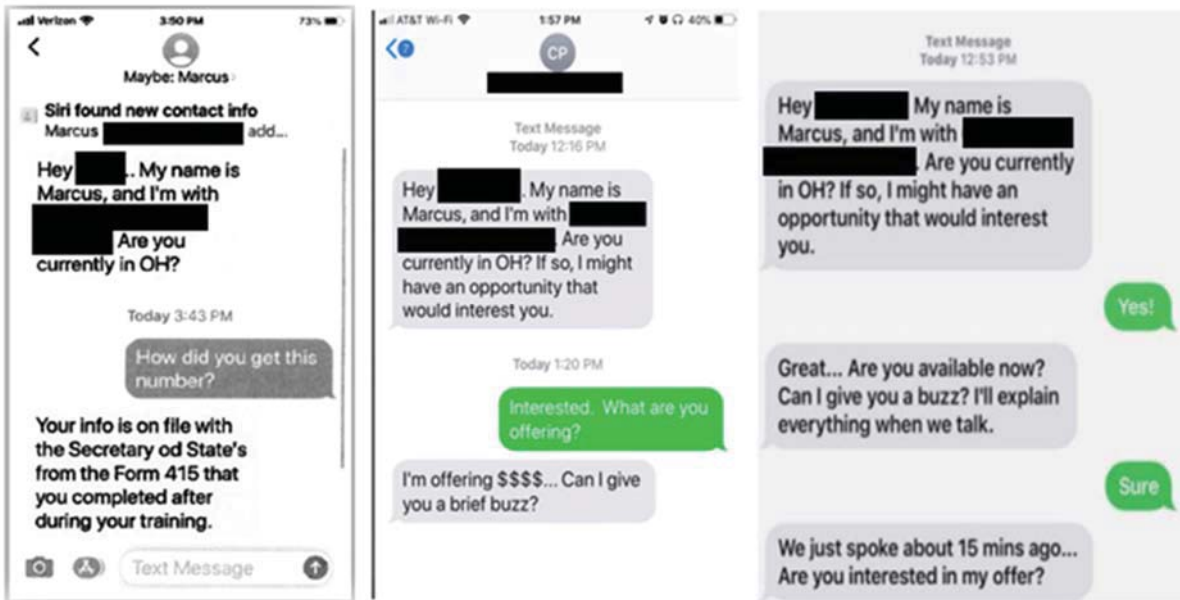 Verizon 3:50 PM 73%
Maybe: Marcus
Siri found new contact info
Marcus add...
Hey .. My name is
Marcus, and I'm with
Are you
currently in OH?
Today 3:43 PM
How did you get this
number?
Your info is on file with
the Secretary od State's
from the Form 415 that
you completed after
during your training.
Text Message
AT&T Wi-Fi 1:57 PM 40%
CP
Text Message
Today 12:16 PM
Hey . My name is
Marcus, and I'm with
. Are you
currently in OH? If so, I might
have an opportunity that
would interest you.
Today 1:20 PM
Interested. What are you
offering?
I'm offering $$$$... Can I give
you a brief buzz?
Text Message
Today 12:53 PM
Hey My name is
Marcus, and I'm with
. Are you currently
in OH? If so, I might have an
opportunity that would interest
you.
Yes!
Great... Are you available now?
Can I give you a buzz? I'll explain
everything when we talk.
Sure
We just spoke about 15 mins ago...
Are you interested in my offer?